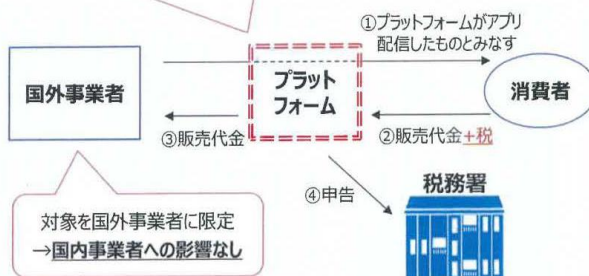 ①プラットフォームがアプリ
配信したものとみなす
国外事業者
プラット
フォーム
消費者
③販売代金
②販売代金+税
④申告
税務署
対象を国外事業者に限定
→国内事業者への影響なし